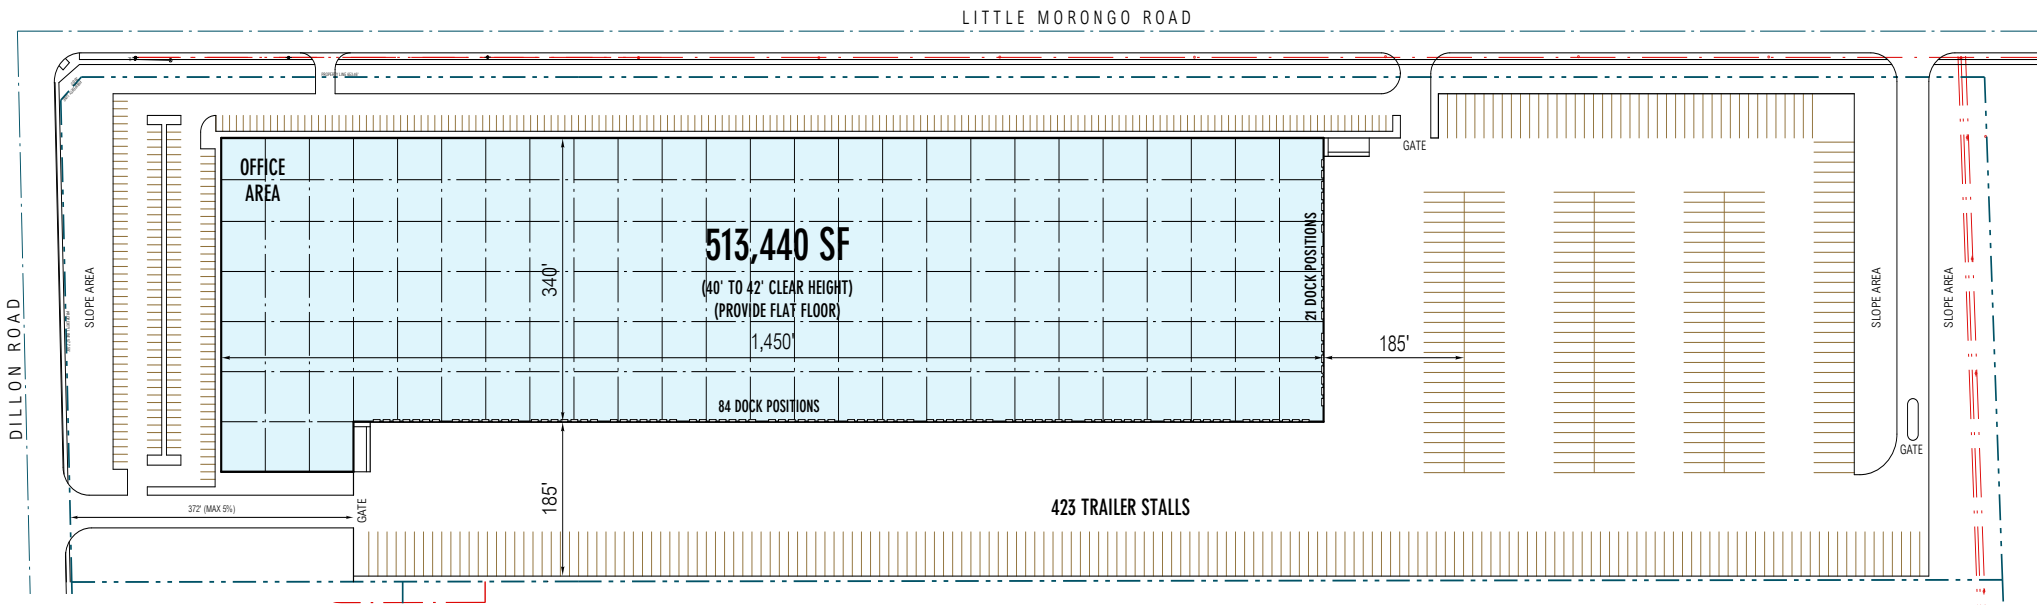 LITTLE MORONGO ROAD
OFFICE
AREA
GATE
513,440 SF
(40' TO 42' CLEAR HEIGHT)
(PROVIDE FLAT FLOOR)
340'
1,450'
21 DOCK POSITIONS
185'
84 DOCK POSITIONS
SLOPE AREA
DILLON ROAD
SLOPE AREA
SLOPE AREA
GATE
372' (MAX 5%)
GATE
185'
423 TRAILER STALLS